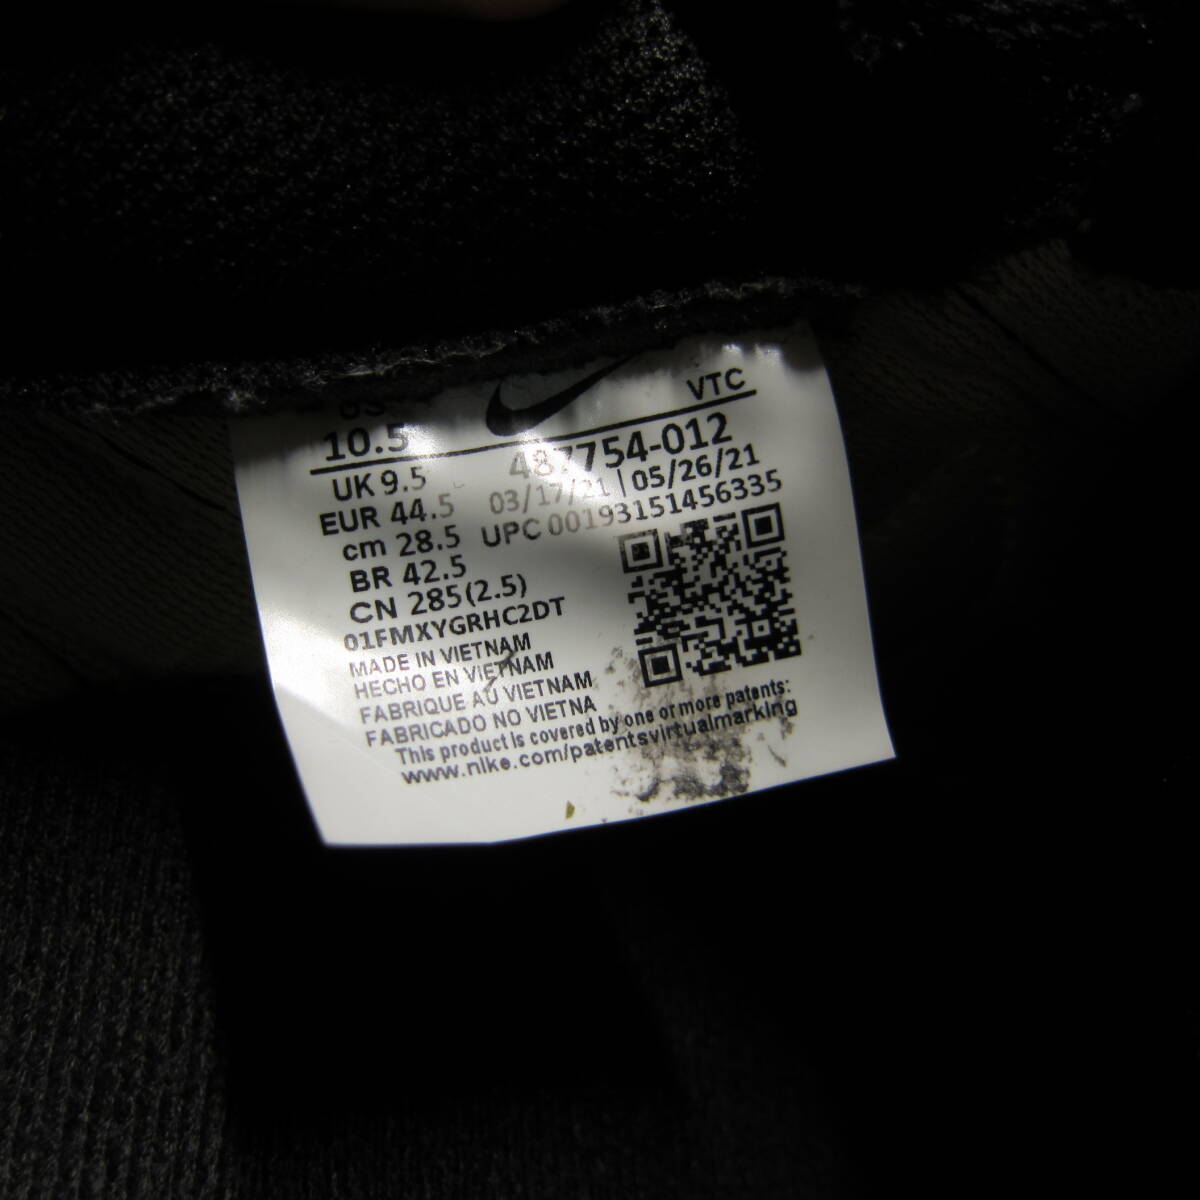 US
VTC
10.5
487754-012
UK 9.5
03/17/21 | 05/26/21
EUR 44.5
UPC 00193151456335
cm 28.5
BR 42.5
CN 285(2.5)
01FMXYGRHC2DT
MADE IN VIETNAM
HECHO EN VIETNAM
FABRIQUE AU VIETNAM
FABRICADO NO VIETNA
This product is covered by one or more patents:
www.nike.com/patentsvirtualmarking